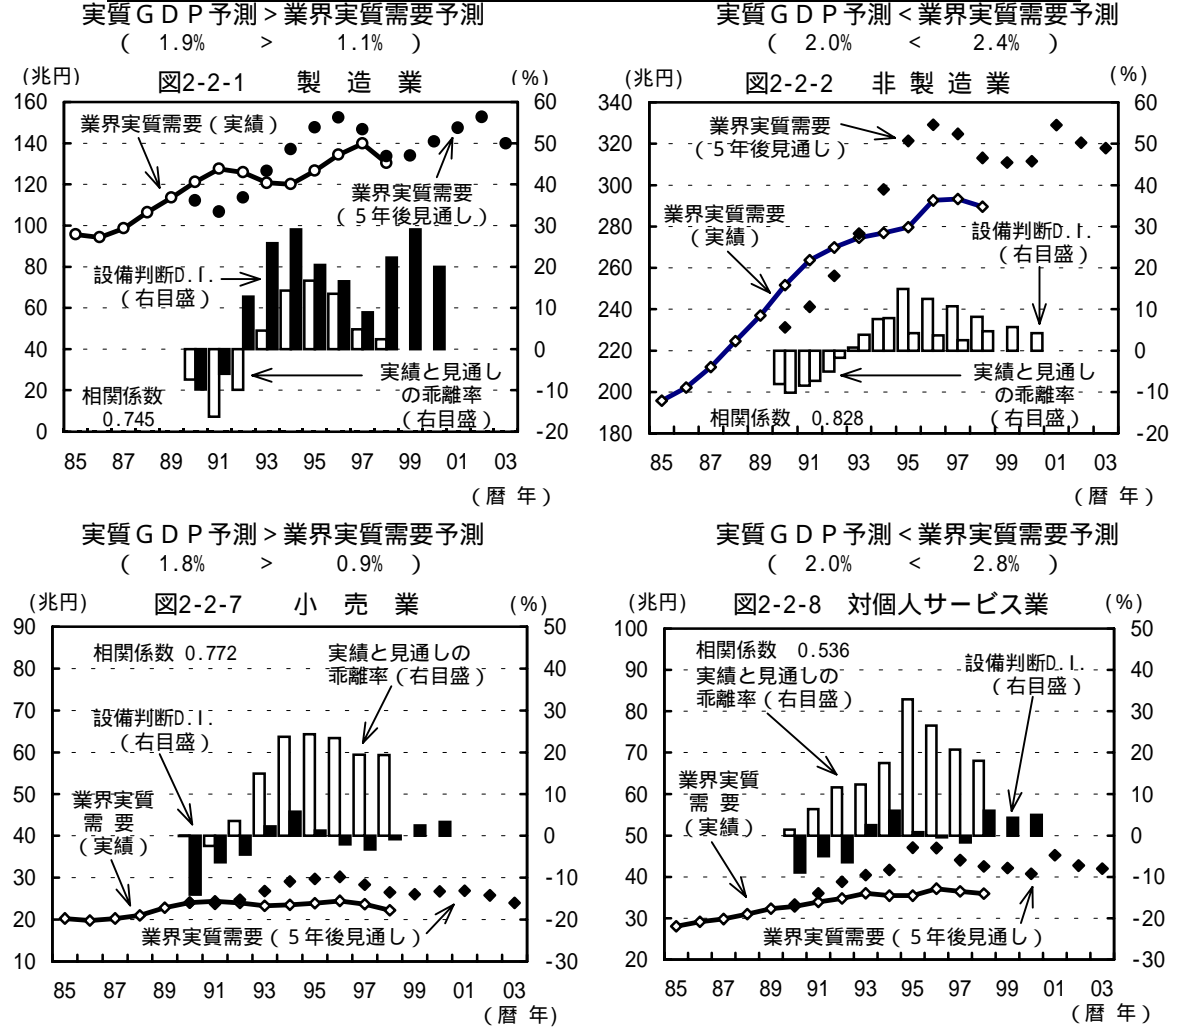 実質ＧＤＰ予測＞業界実質需要予測
（ 1.9% ＞ 1.1% ）
(兆円) 図2-2-1 製 造 業 (%)
160 140 120 100 80 60 40 20 0
60 50 40 30 20 10 0 -10 -20
業界実質需要（実績）
業界実質需要
（５年後見通し）
設備判断D.I.
（右目盛）
実績と見通し
の乖離率
（右目盛）
相関係数
0.745
85 87 89 91 93 95 97 99 01 03
（暦 年）
実質ＧＤＰ予測＜業界実質需要予測
（ 2.0% ＜ 2.4% ）
(兆円) 図2-2-2 非 製 造 業 (%)
340 320 300 280 260 240 220 200 180
60 50 40 30 20 10 0 -10 -20
業界実質需要
（５年後見通し）
業界実質需要
（実績）
設備判断D.I.
（右目盛）
実績と見通し
の乖離率
（右目盛）
相関係数 0.828
85 87 89 91 93 95 97 99 01 03
（暦 年）
実質ＧＤＰ予測＞業界実質需要予測
（ 1.8% ＞ 0.9% ）
(兆円) 図2-2-7 小 売 業 (%)
90 80 70 60 50 40 30 20 10
50 40 30 20 10 0 -10 -20 -30
相関係数 0.772
実績と見通しの
乖離率（右目盛）
設備判断D.I.
（右目盛）
業界実質
需 要
（実績）
業界実質需要（５年後見通し）
85 87 89 91 93 95 97 99 01 03
（暦 年）
実質ＧＤＰ予測＜業界実質需要予測
（ 2.0% ＜ 2.8% ）
(兆円) 図2-2-8 対個人サービス業 (%)
100 90 80 70 60 50 40 30 20
50 40 30 20 10 0 -10 -20 -30
相関係数 0.536
実績と見通しの
乖離率（右目盛）
設備判断D.I.
（右目盛）
業界実質
需 要
（実績）
業界実質需要（５年後見通し）
85 87 89 91 93 95 97 99 01 03
（暦 年）